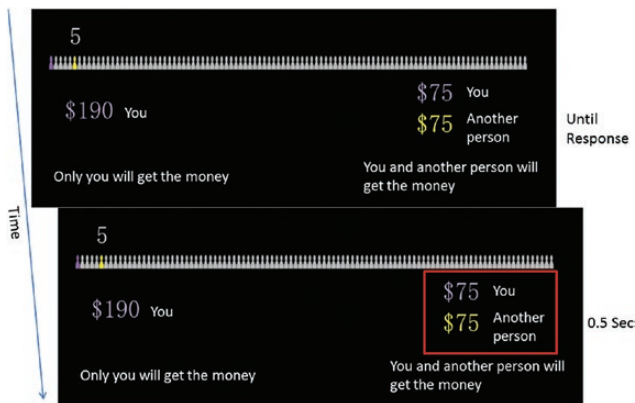 5
$190 You
$75 You
$75 Another
person
Only you will get the money
You and another person will
get the money
Until
Response
Time
5
$190 You
$75 You
$75 Another
person
Only you will get the money
You and another person will
get the money
0.5 Sec